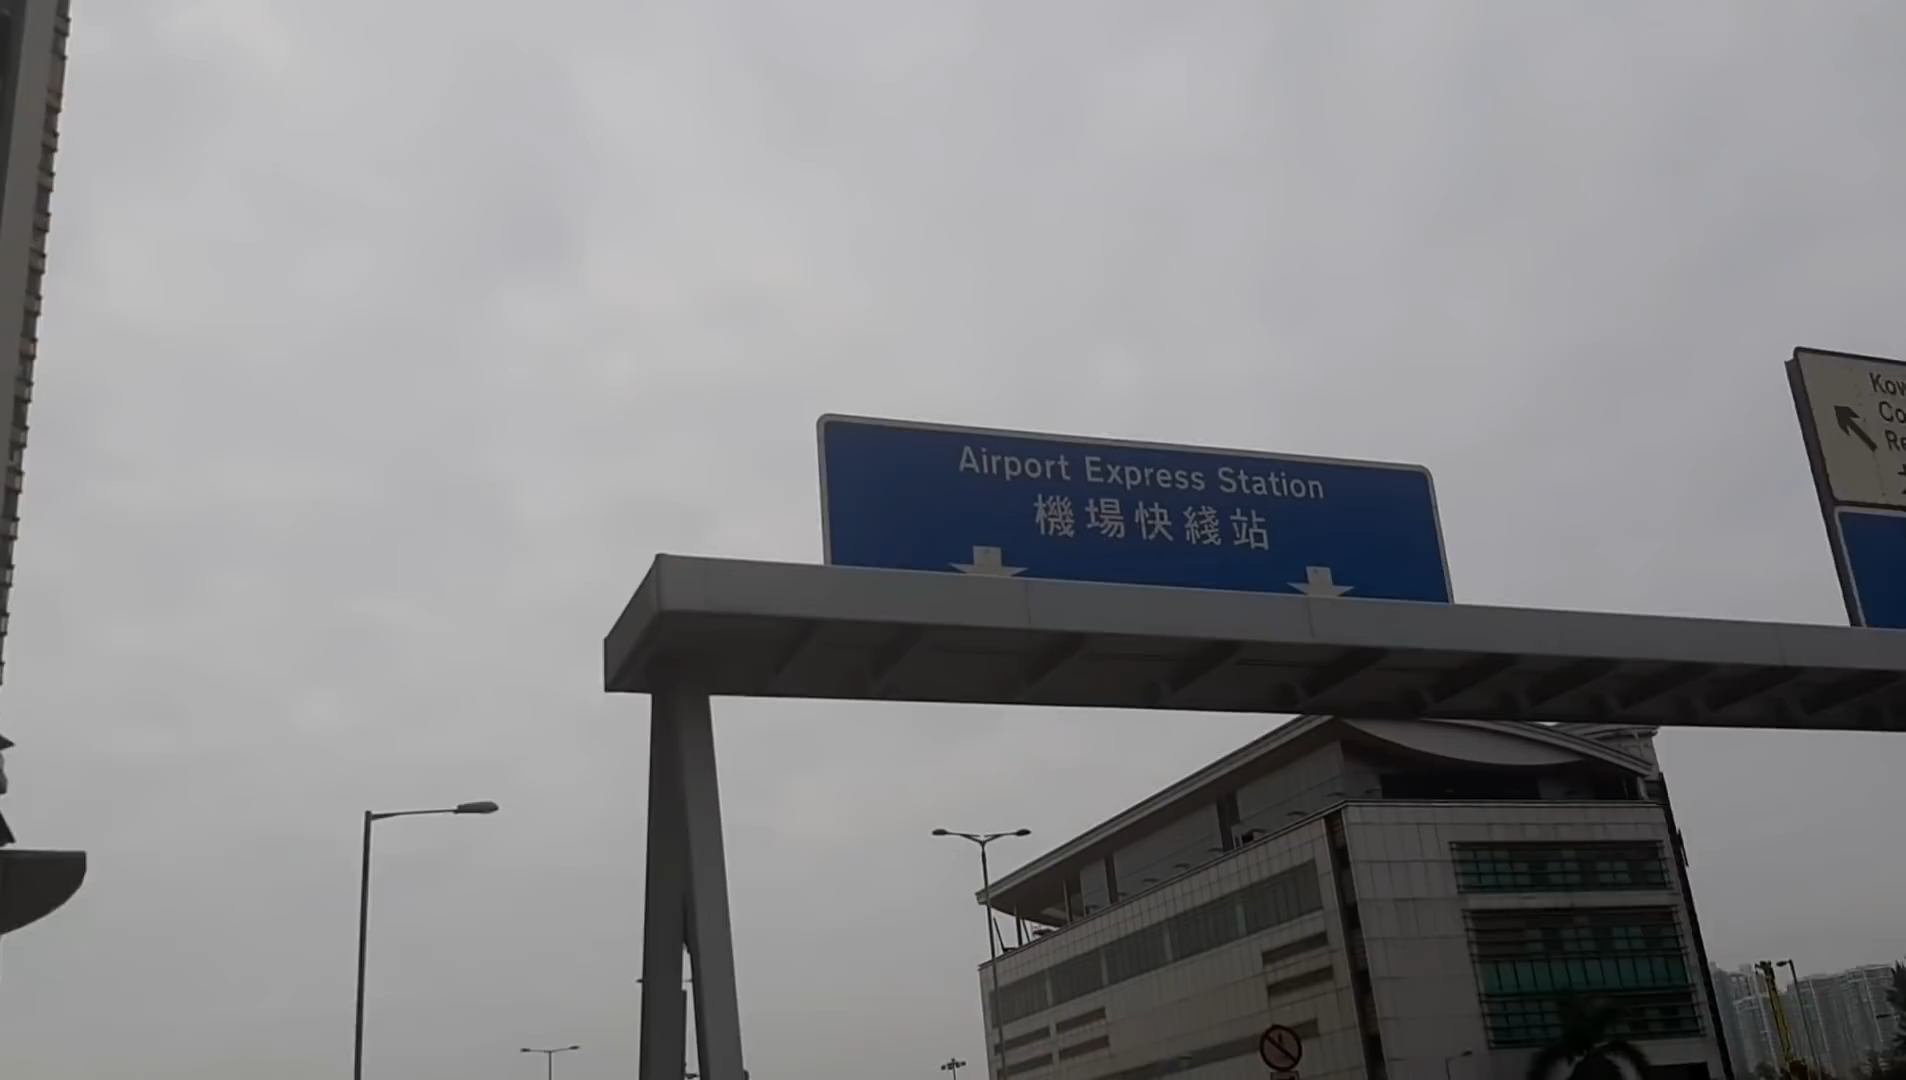 Airport Express Station
機場快綫站